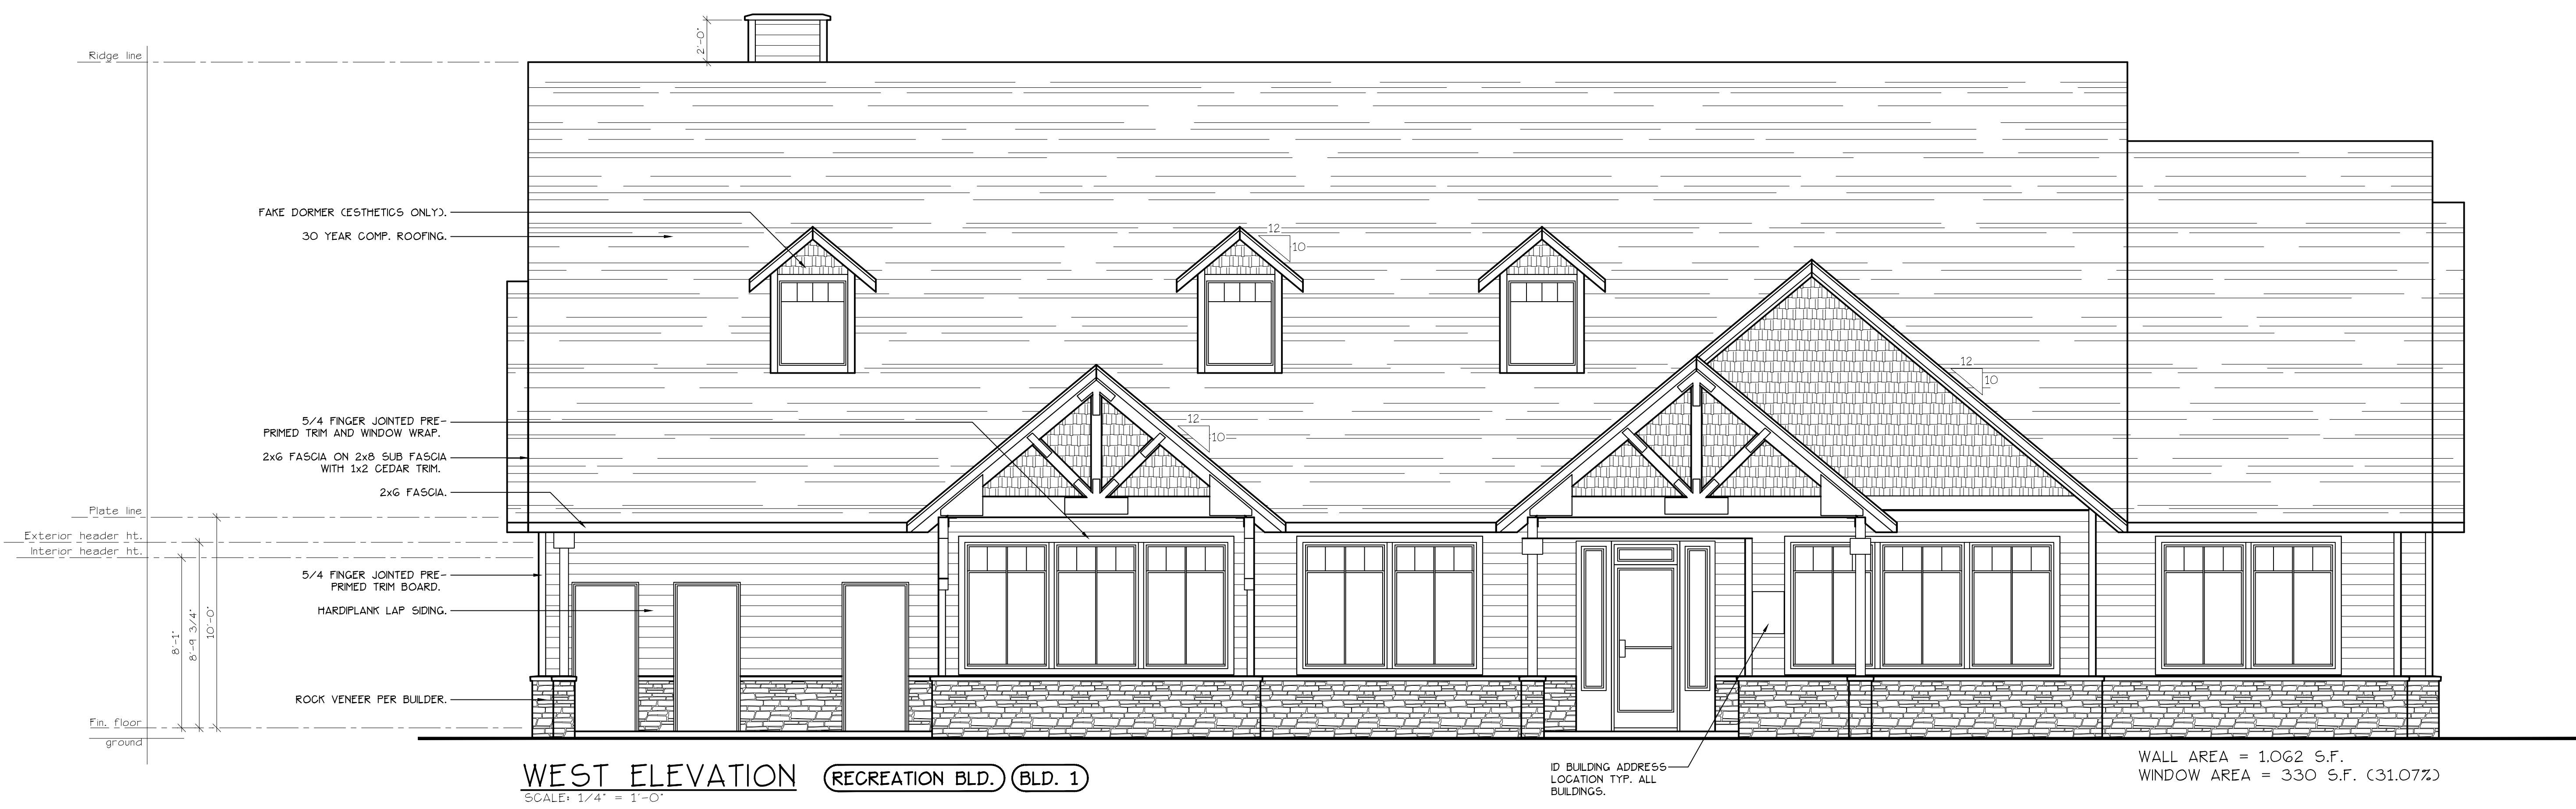 2'-0"
Ridge line
FAKE DORMER (ESTHETICS ONLY).
30 YEAR COMP. ROOFING.
12
10
12
10
5/4 FINGER JOINTED PRE-
PRIMED TRIM AND WINDOW WRAP.
12
10
2x6 FASCIA ON 2x8 SUB FASCIA
WITH 1x2 CEDAR TRIM.
2x6 FASCIA.
Plate line
Exterior header ht.
Interior header ht.
5/4 FINGER JOINTED PRE-
PRIMED TRIM BOARD.
HARDIPLANK LAP SIDING.
8'-1"
8'-9 3/4"
10'-0"
ROCK VENEER PER BUILDER.
Fin. floor
ground
WEST ELEVATION
RECREATION BLD.
BLD. 1
SCALE: 1/4" = 1'-0"
ID BUILDING ADDRESS
LOCATION TYP. ALL
BUILDINGS.
WALL AREA = 1,062 S.F.
WINDOW AREA = 330 S.F. (31.07%)